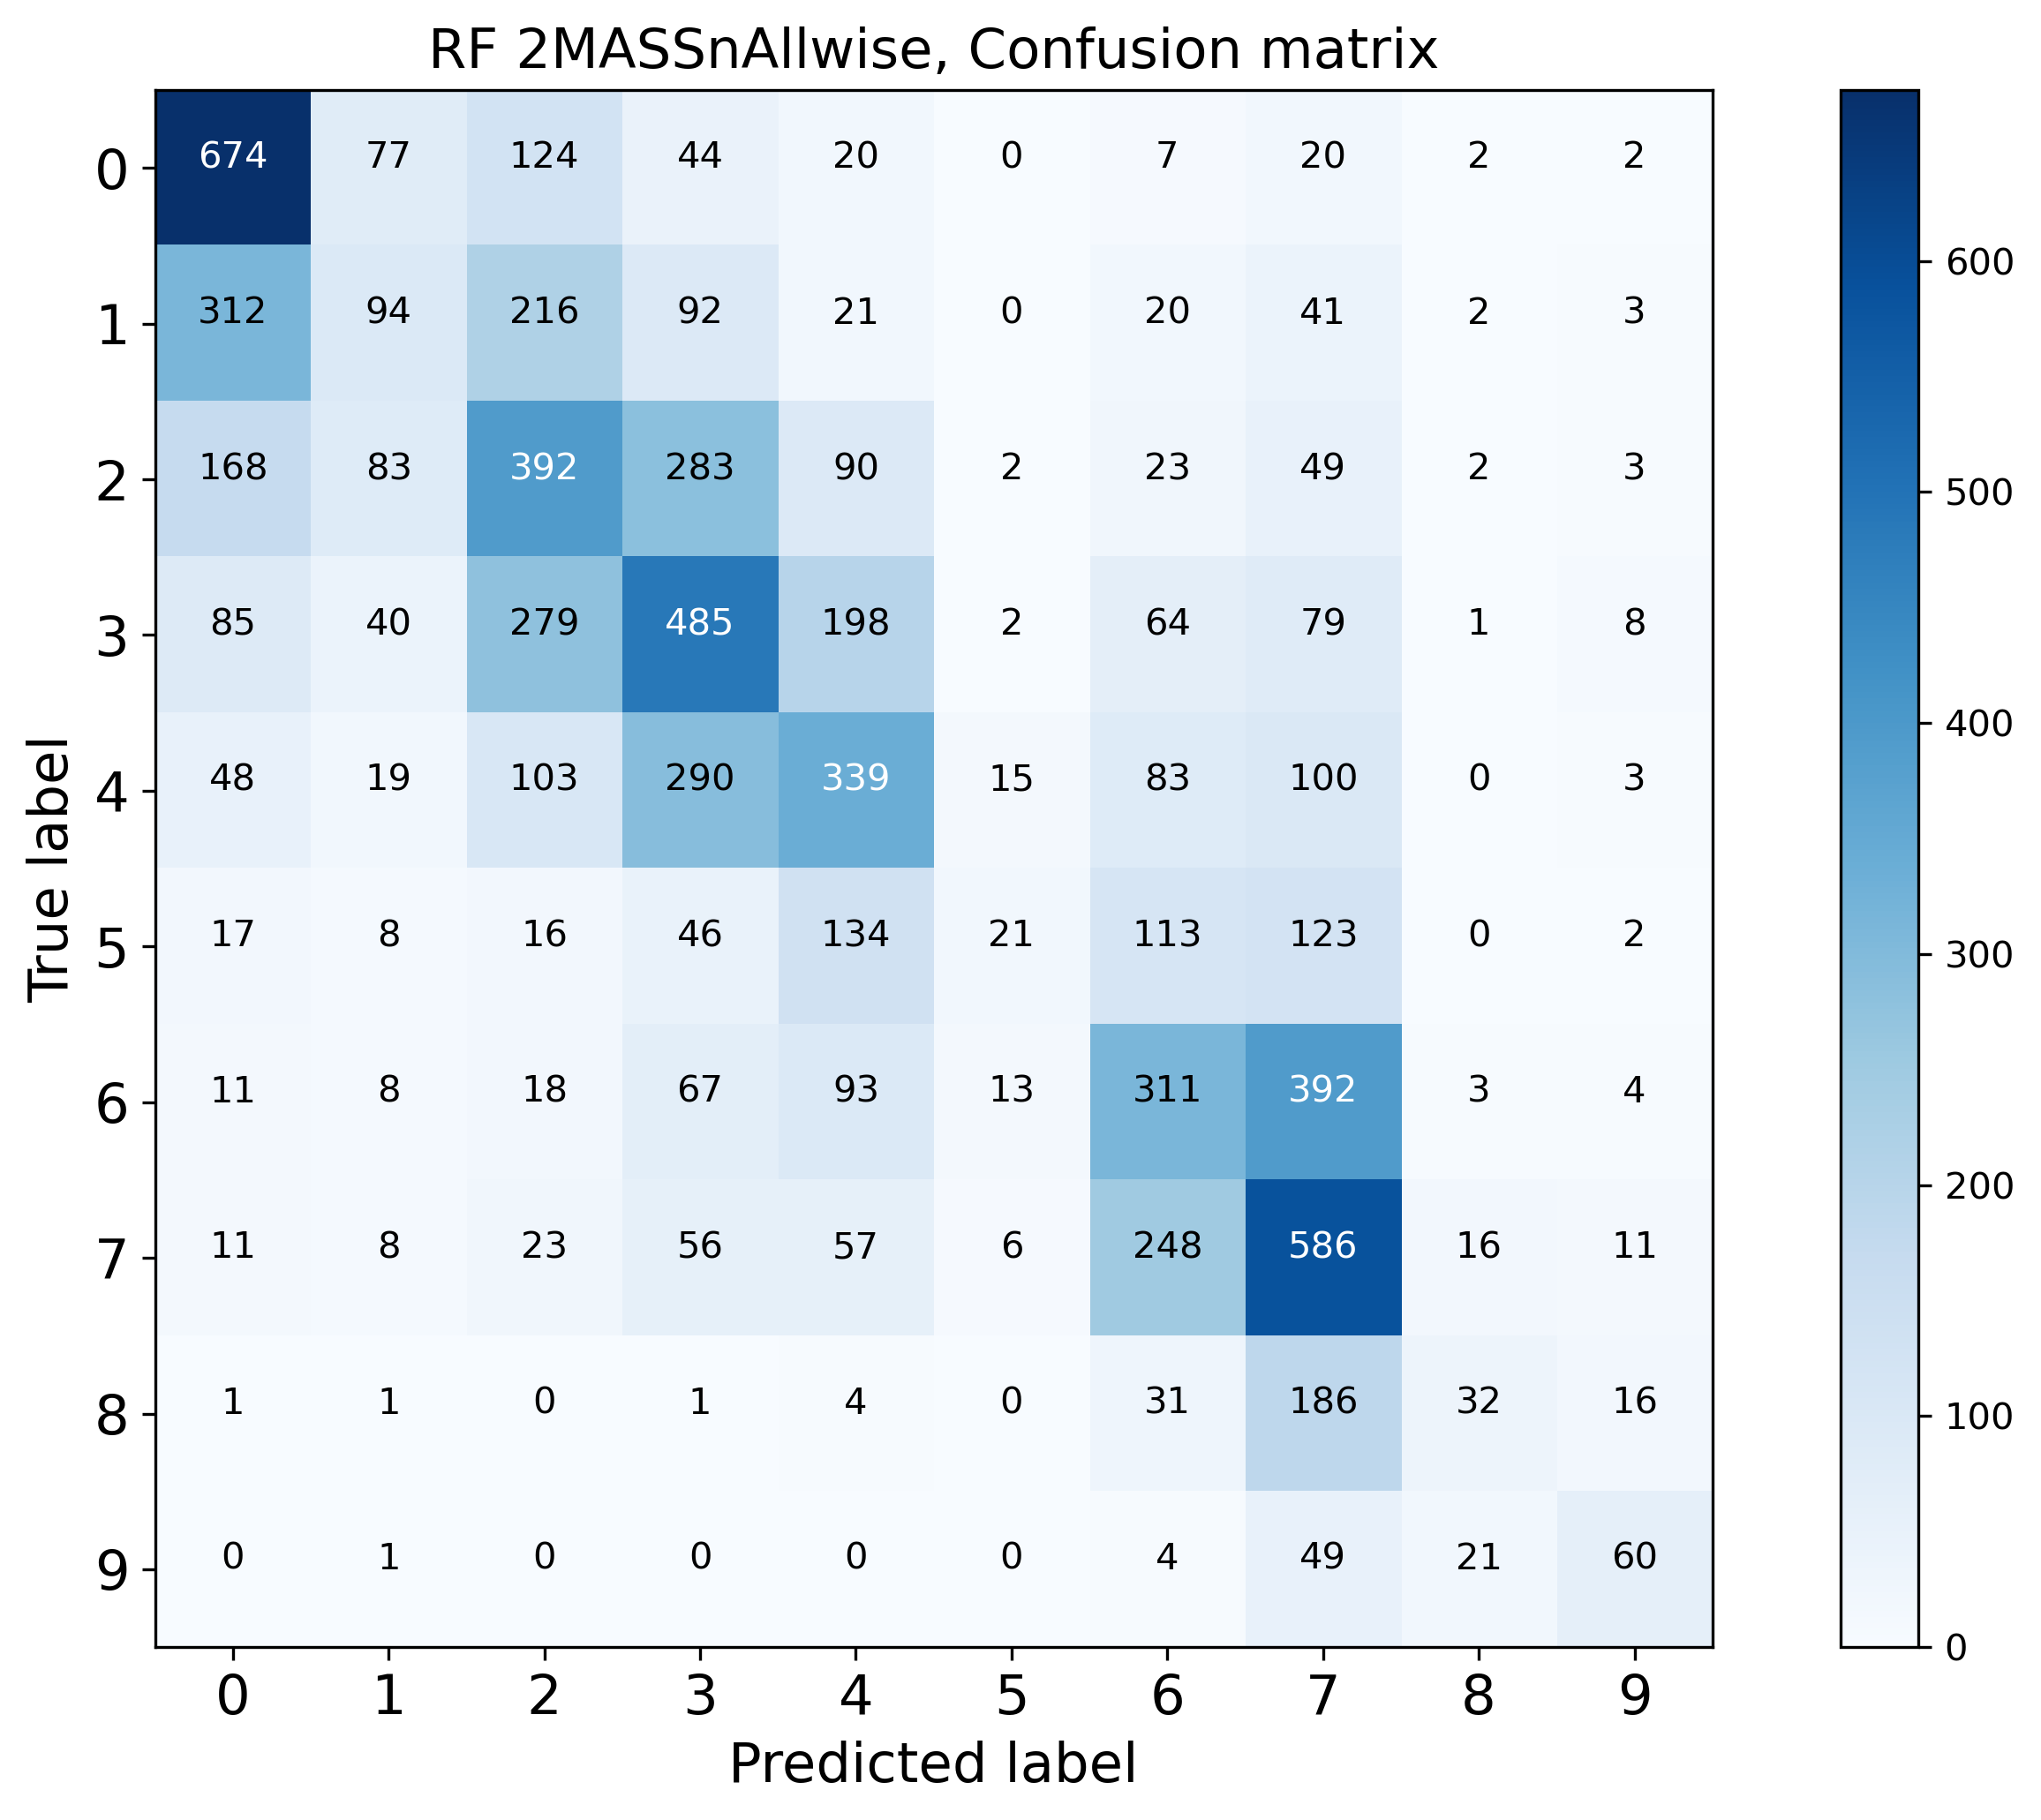 RF 2MASSnAllwise, Confusion matrix
0 674 77 124 44 20 0 7 20 2 2
1 312 94 216 92 21 0 20 41 2 3
2 168 83 392 283 90 2 23 49 2 3
3 85 40 279 485 198 2 64 79 1 8
4 48 19 103 290 339 15 83 100 0 3
5 17 8 16 46 134 21 113 123 0 2
6 11 8 18 67 93 13 311 392 3 4
7 11 8 23 56 57 6 248 586 16 11
8 1 1 0 1 4 0 31 186 32 16
9 0 1 0 0 0 0 4 49 21 60
0 1 2 3 4 5 6 7 8 9
Predicted label
True label
600
500
400
300
200
100
0